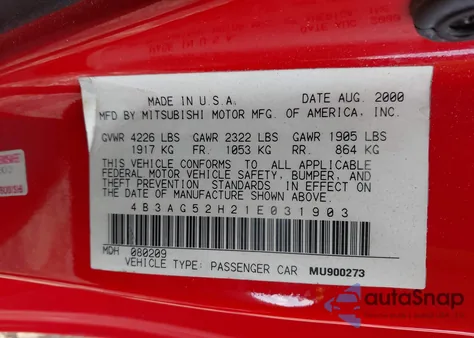 MADE IN U.S.A. DATE AUG. 2000
MFD BY MITSUBISHI MOTOR MFG. OF AMERICA, INC.
GVWR 4226 LBS GAWR 2322 LBS GAWR 1905 LBS
1917 KG FR. 1053 KG RR. 864 KG
THIS VEHICLE CONFORMS TO ALL APPLICABLE
FEDERAL MOTOR VEHICLE SAFETY, BUMPER, AND
THEFT PREVENTION STANDARDS IN EFFECT ON
THE DATE OF MANUFACTURE SHOWN ABOVE.
4B3AG52H21E031903
MDH 080209
VEHICLE TYPE: PASSENGER CAR MU900273
autoSnap